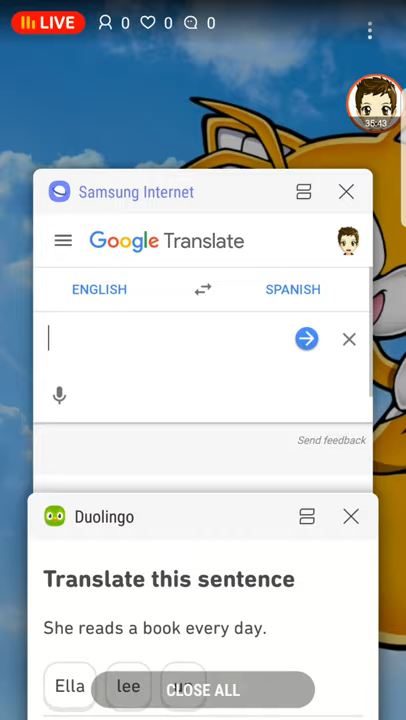 LIVE 0 0 0
35:43
Samsung Internet
Google Translate
ENGLISH SPANISH
Send feedback
Duolingo
Translate this sentence
She reads a book every day.
Ella lee
CLOSE ALL